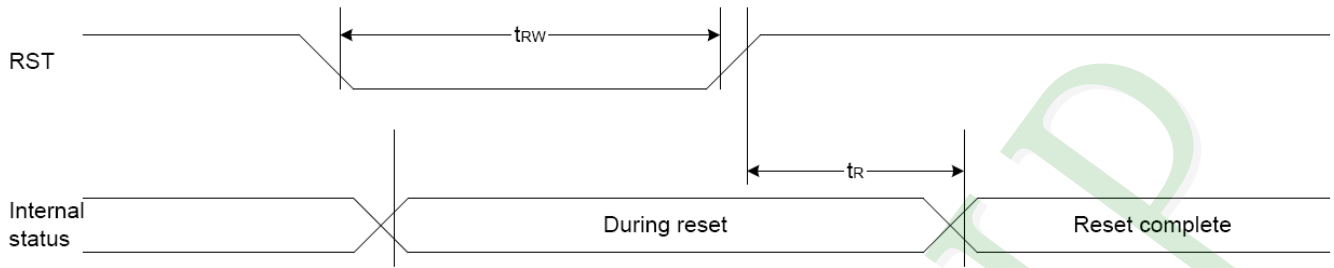 RST
tRW
tR
Internal
status
During reset
Reset complete